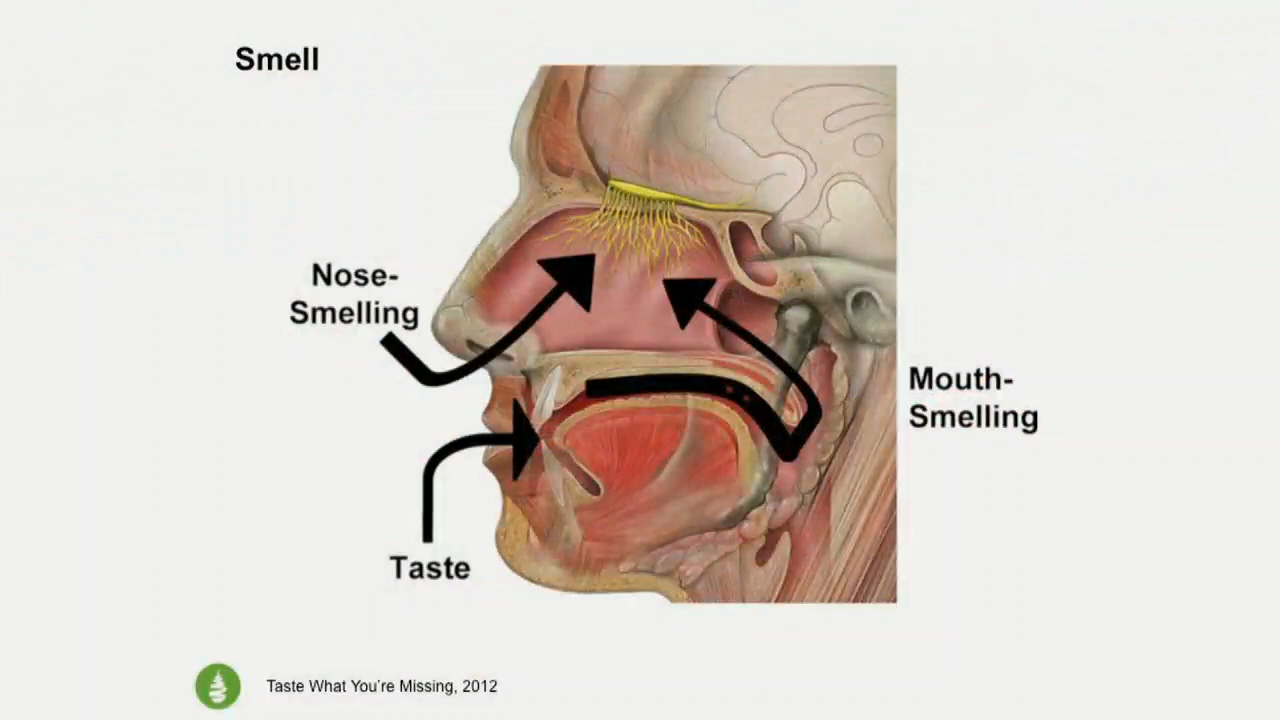 Smell
Nose-
Smelling
Mouth-
Smelling
Taste
Taste What You’re Missing, 2012